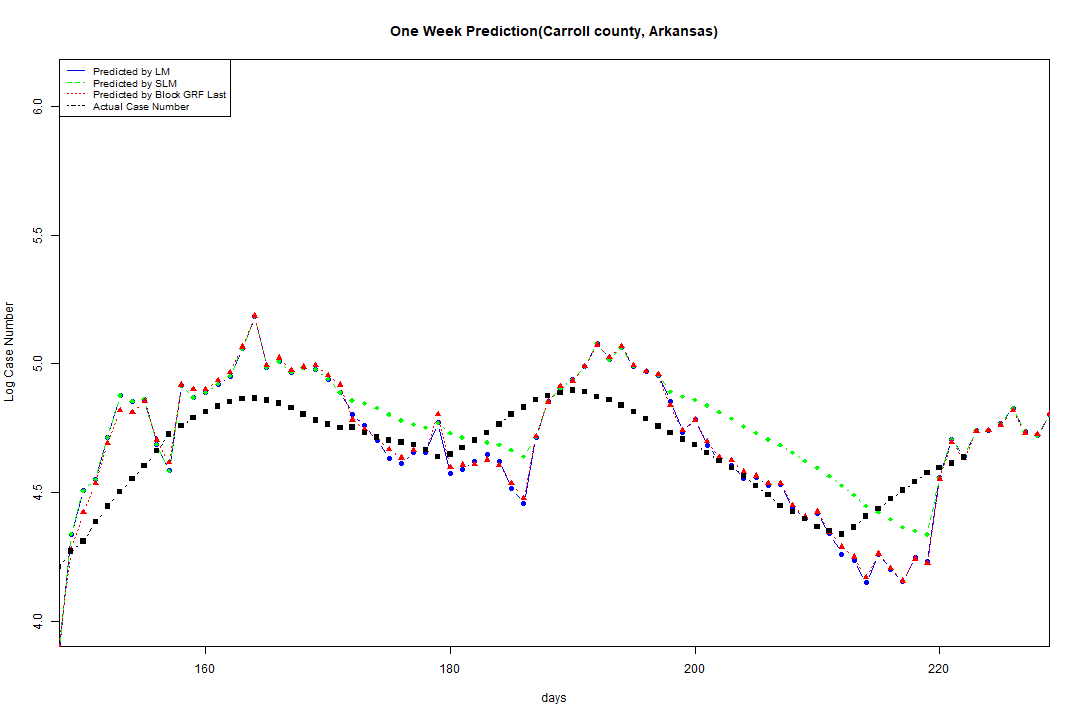 One Week Prediction(Carroll county, Arkansas)
Predicted by LM
Predicted by SLM
Predicted by Block GRF Last
Actual Case Number
6.0
5.5
5.0
4.5
4.0
Log Case Number
160 180 200 220
days